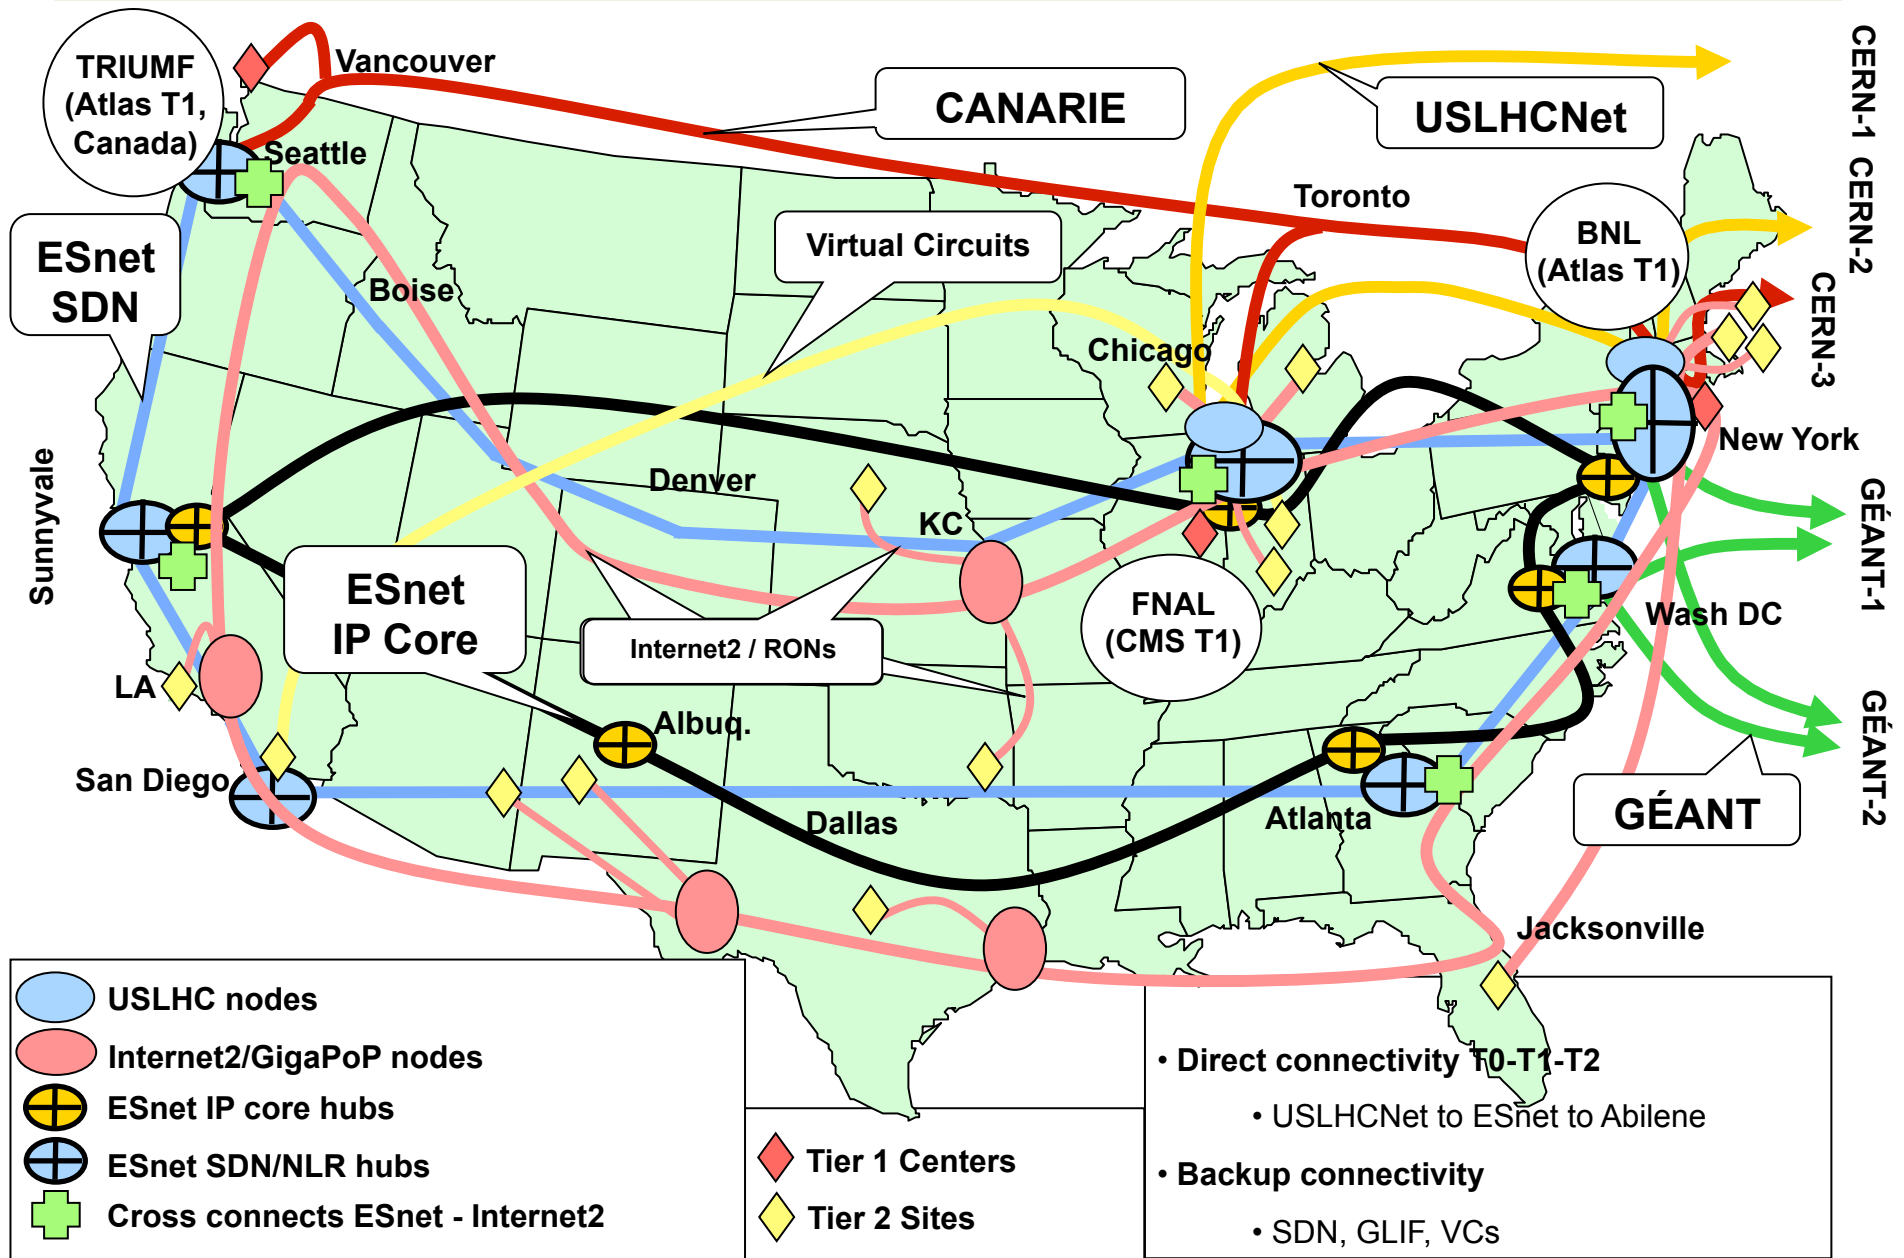 TRIUMF
(Atlas T1,
Canada)
Vancouver
CANARIE
USLHCNet
CERN-1
CERN-2
CERN-3
Seattle
Toronto
BNL
(Atlas T1)
ESnet
SDN
Virtual Circuits
Boise
Chicago
New York
Denver
KC
Sunnyvale
GÉANT-1
ESnet
IP Core
Internet2 / RONs
FNAL
(CMS T1)
Wash DC
LA
Albuq.
San Diego
Dallas
Atlanta
GÉANT
GÉANT-2
Jacksonville
USLHC nodes
Internet2/GigaPoP nodes
ESnet IP core hubs
ESnet SDN/NLR hubs
Cross connects ESnet - Internet2
Tier 1 Centers
Tier 2 Sites
• Direct connectivity T0-T1-T2
• USLHCNet to ESnet to Abilene
• Backup connectivity
• SDN, GLIF, VCs